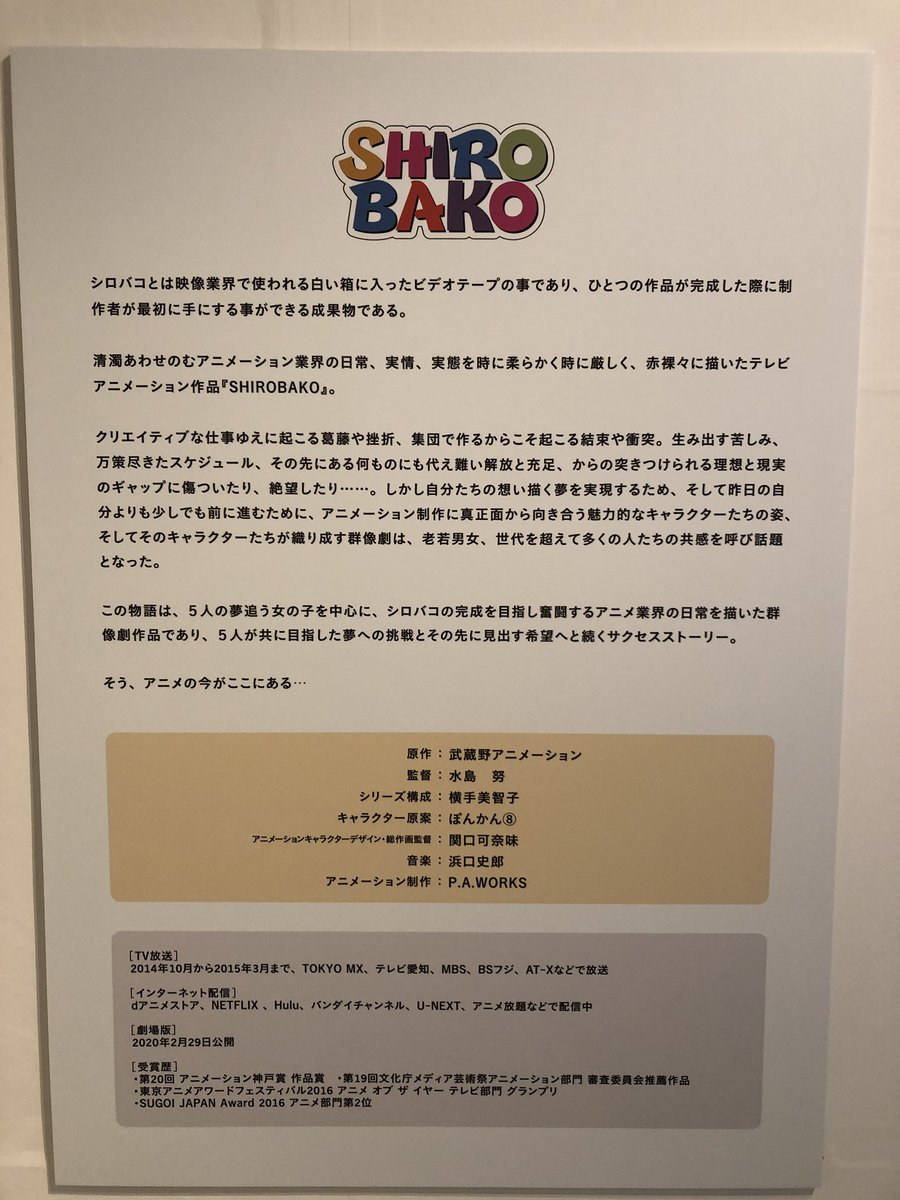 SHIRO
BAKO
シロバコとは映像業界で使われる白い箱に入ったビデオテープの事であり、ひとつの作品が完成した際に制
作者が最初に手にする事ができる成果物である。
清濁あわせのむアニメーション業界の日常、実情、実態を時に柔らかく時に厳しく、赤裸々に描いたテレビ
アニメーション作品『SHIROBAKO』。
クリエイティブな仕事ゆえに起こる葛藤や挫折、集団で作るからこそ起こる結束や衝突。生み出す苦しみ、
万策尽きたスケジュール、その先にある何ものにも代え難い解放と充足、からの突きつけられる理想と現実
のギャップに傷ついたり、絶望したり……。しかし自分たちの想い描く夢を実現するため、そして昨日の自
分よりも少しでも前に進むために、アニメーション制作に真正面から向き合う魅力的なキャラクターたちの姿、
そしてそのキャラクターたちが織り成す群像劇は、老若男女、世代を超えて多くの人たちの共感を呼び話題
となった。
この物語は、5人の夢追う女の子を中心に、シロバコの完成を目指し奮闘するアニメ業界の日常を描いた群
像劇作品であり、5人が共に目指した夢への挑戦とその先に見出す希望へと続くサクセスストーリー。
そう、アニメの今がここにある…
原作：武蔵野アニメーション
監督：水島　努
シリーズ構成：横手美智子
キャラクター原案：ぽんかん⑧
アニメーションキャラクターデザイン・総作画監督：関口可奈味
音楽：浜口史郎
アニメーション制作：P.A.WORKS
［TV放送］
2014年10月から2015年3月まで、TOKYO MX、テレビ愛知、MBS、BSフジ、AT-Xなどで放送
［インターネット配信］
dアニメストア、NETFLIX 、Hulu、バンダイチャンネル、U-NEXT、アニメ放題などで配信中
［劇場版］
2020年2月29日公開
［受賞歴］
・第20回 アニメーション神戸賞 作品賞　・第19回文化庁メディア芸術祭アニメーション部門 審査委員会推薦作品
・東京アニメアワードフェスティバル2016 アニメ オブ ザ イヤー テレビ部門 グランプリ
・SUGOI JAPAN Award 2016 アニメ部門第2位